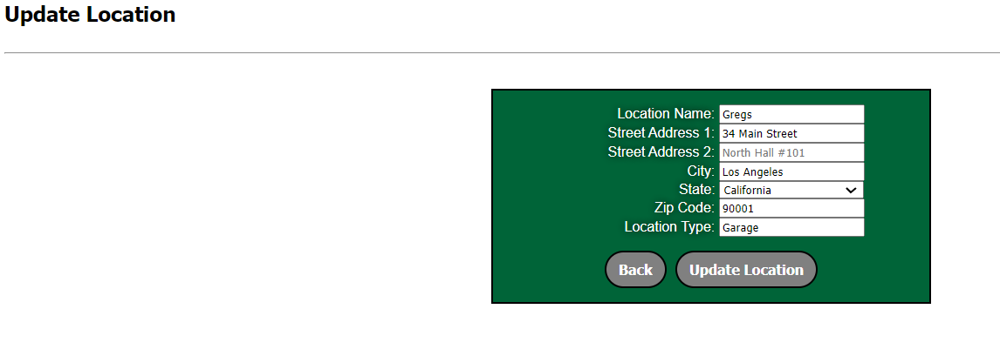 Update Location
Location Name: Gregs
Street Address 1: 34 Main Street
Street Address 2: North Hall #101
City: Los Angeles
State: California
Zip Code: 90001
Location Type: Garage
Back Update Location